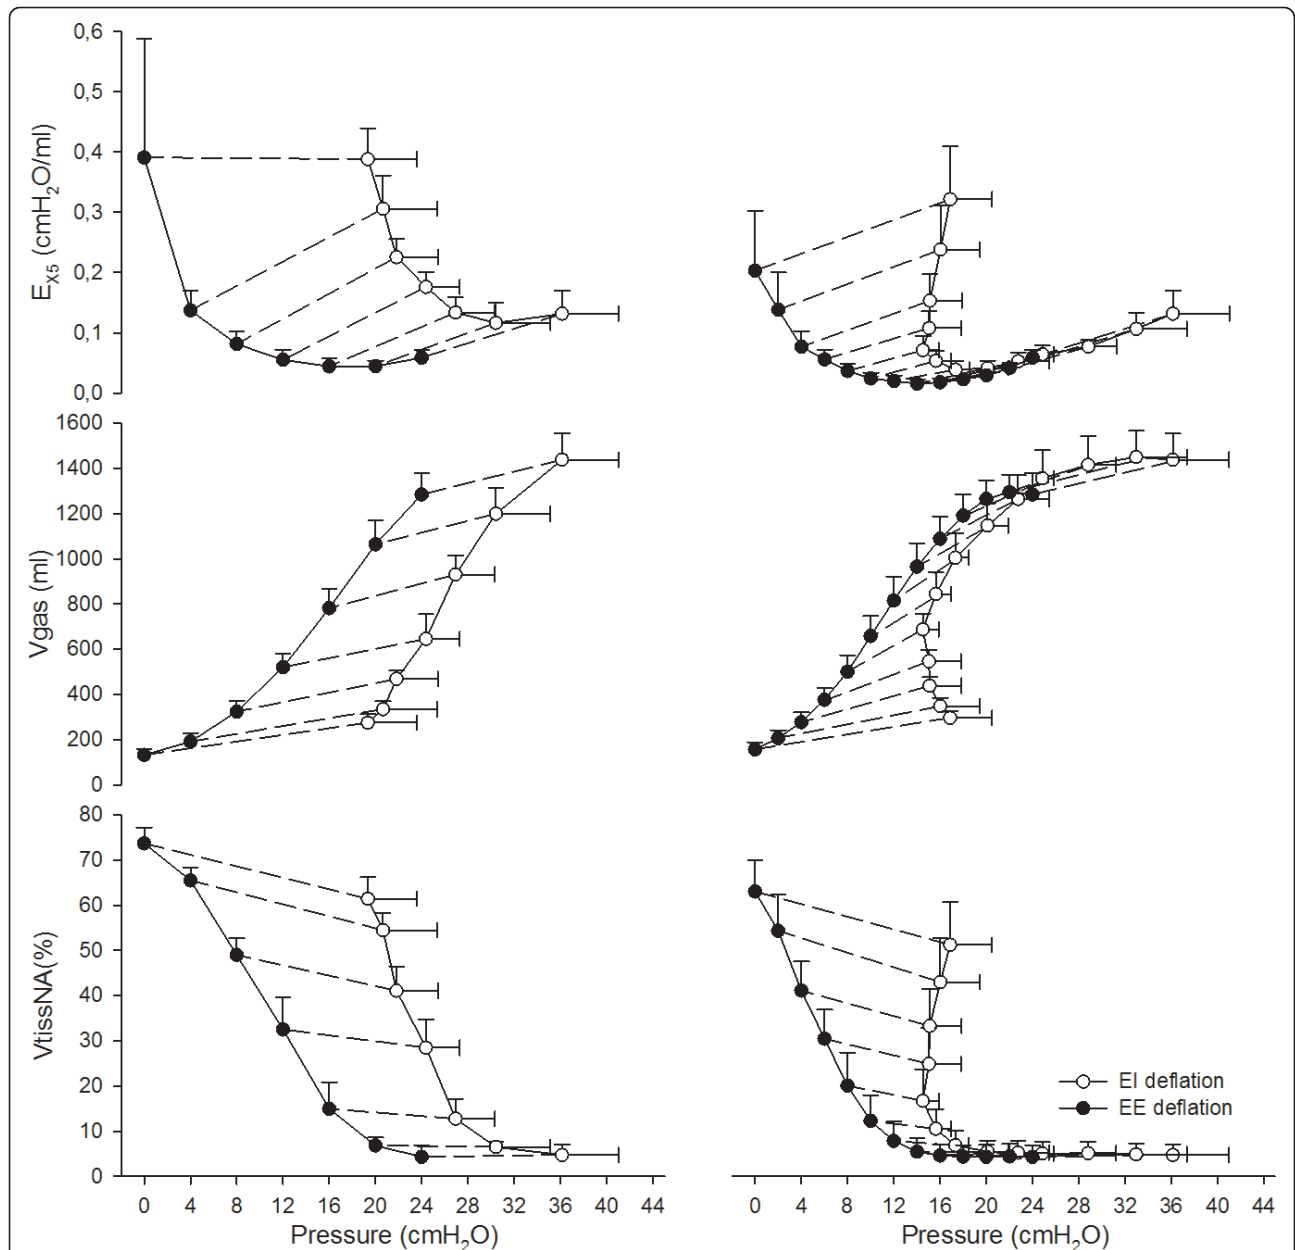 0,6
0,5
0,4
0,3
0,2
0,1
0,0
E_X5 (cmH₂O/ml)
1600
1400
1200
1000
800
600
400
200
0
Vgas (ml)
80
70
60
50
40
30
20
10
0
VtissNA(%)
EI deflation
EE deflation
0 4 8 12 16 20 24 28 32 36 40 44
0 4 8 12 16 20 24 28 32 36 40 44
Pressure (cmH₂O)
Pressure (cmH₂O)